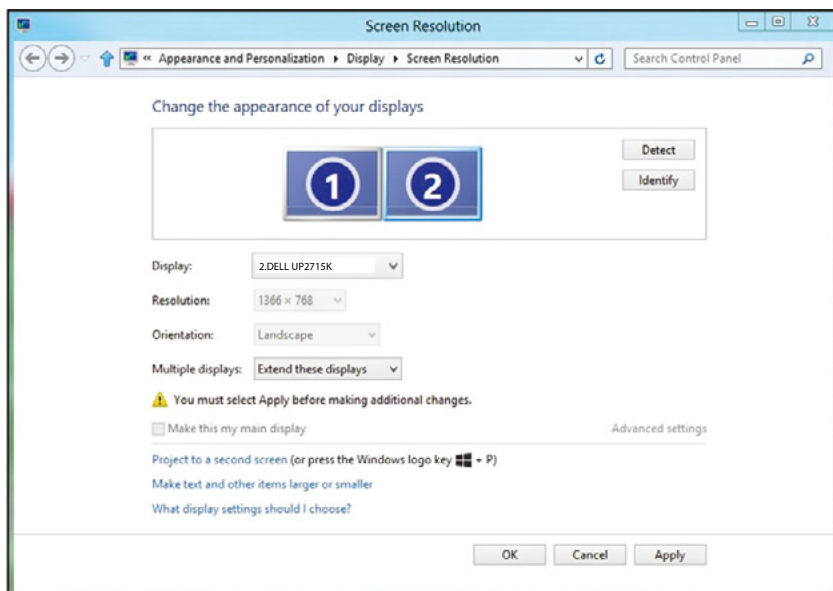 Screen Resolution
« Appearance and Personalization ▸ Display ▸ Screen Resolution Search Control Panel
Change the appearance of your displays
1 2
Detect
Identify
Display: 2.DELL UP2715K
Resolution: 1366 × 768
Orientation: Landscape
Multiple displays: Extend these displays
You must select Apply before making additional changes.
Make this my main display Advanced settings
Project to a second screen (or press the Windows logo key + P)
Make text and other items larger or smaller
What display settings should I choose?
OK Cancel Apply